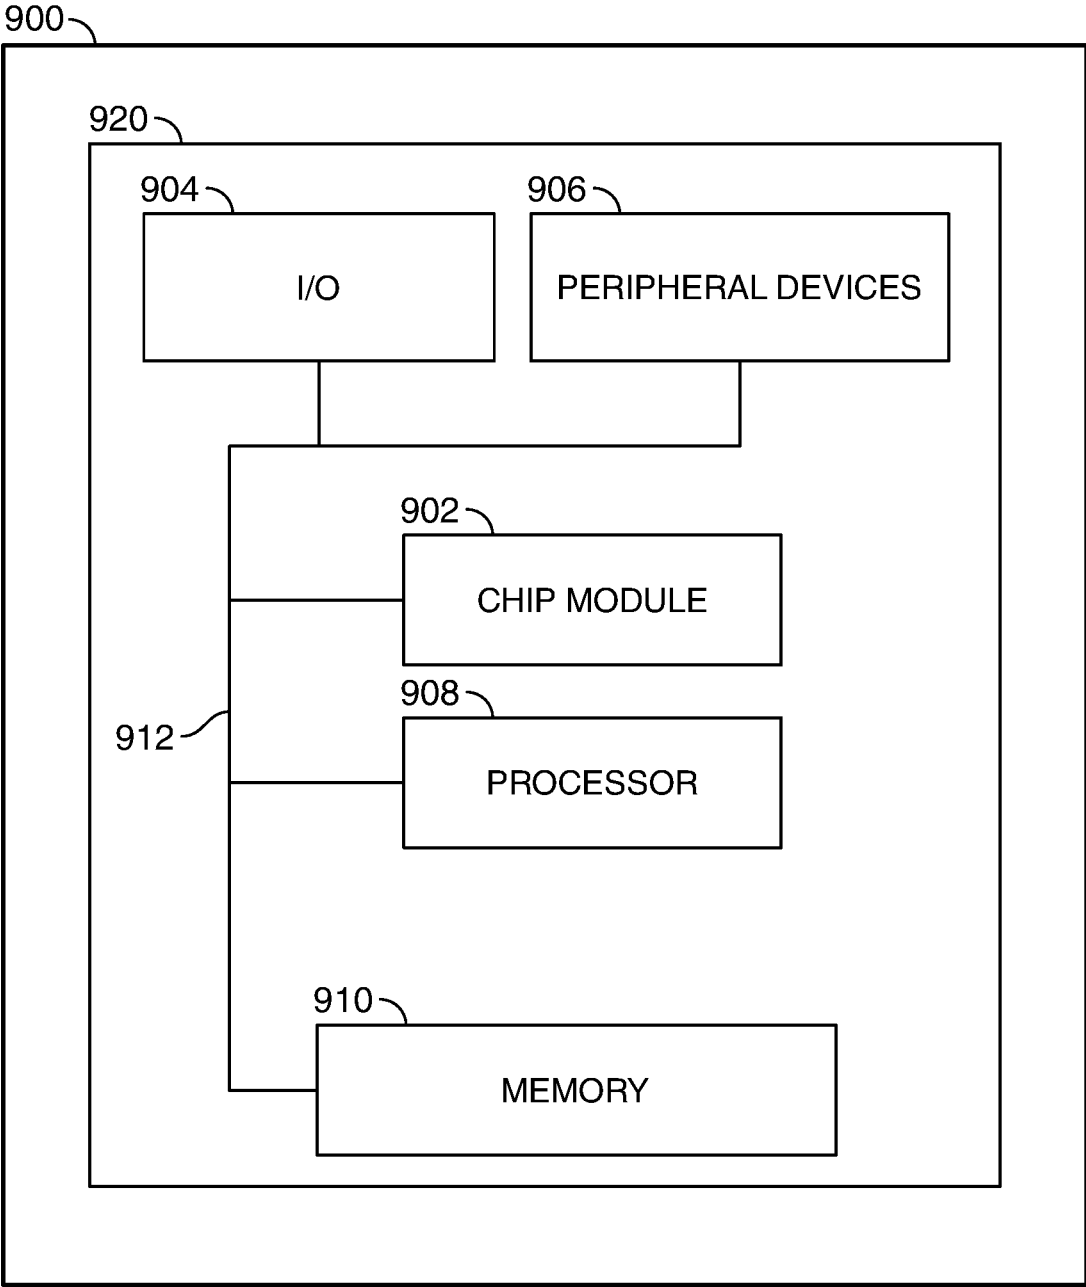 900
920
904
906
I/O
PERIPHERAL DEVICES
902
CHIP MODULE
908
912
PROCESSOR
910
MEMORY